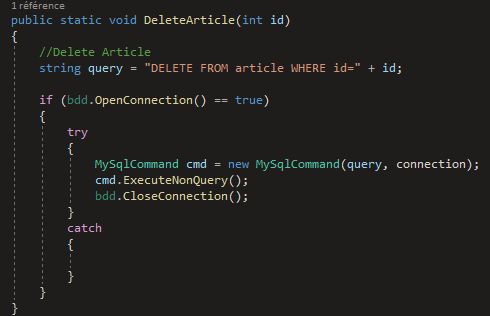 1 référence
public static void DeleteArticle(int id)
{
    //Delete Article
    string query = "DELETE FROM article WHERE id=" + id;

    if (bdd.OpenConnection() == true)
    {
        try
        {
            MySqlCommand cmd = new MySqlCommand(query, connection);
            cmd.ExecuteNonQuery();
            bdd.CloseConnection();
        }
        catch
        {

        }
    }
}